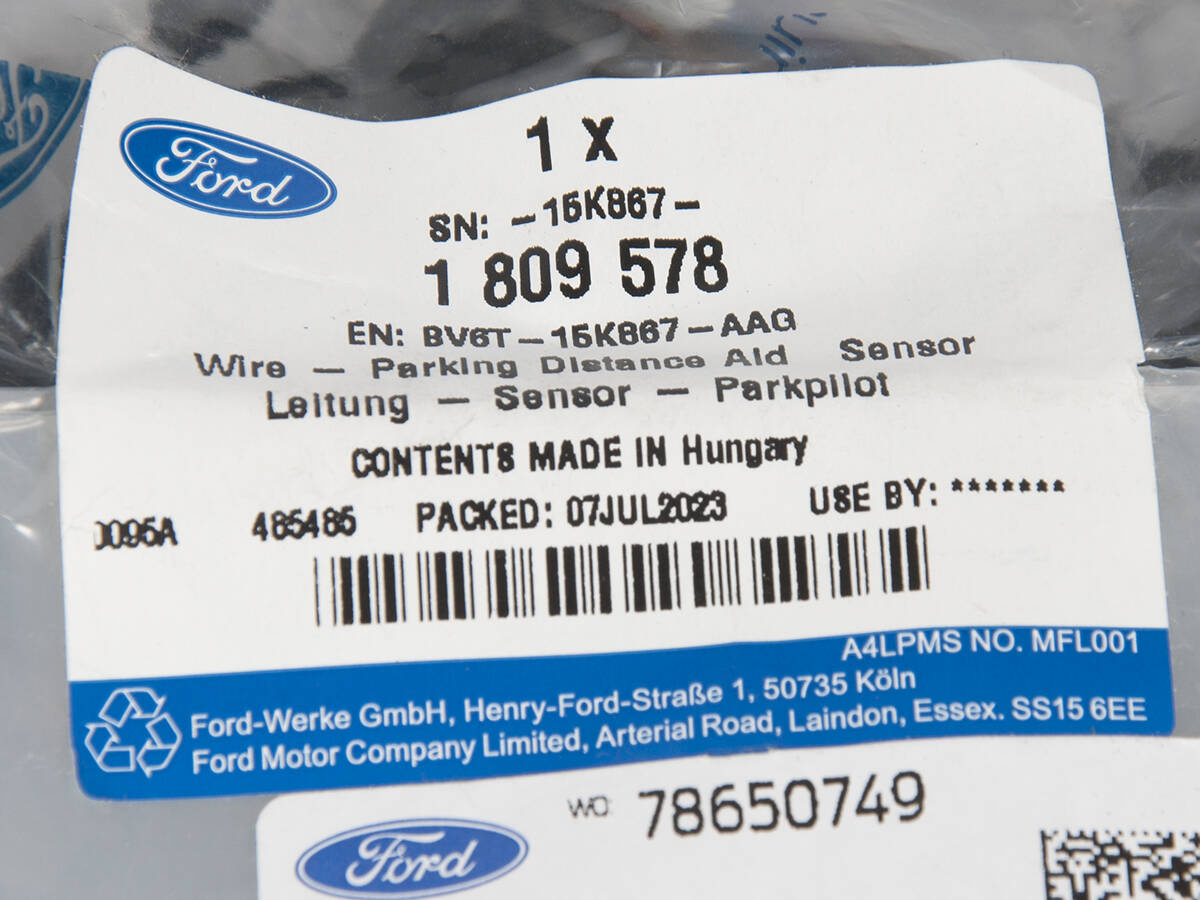 Ford
1 X
SN: -15K867-
1 809 578
EN: BV6T-15K867-AAG
Wire - Parking Distance Aid Sensor
Leitung - Sensor - Parkpilot
CONTENTS MADE IN Hungary
0095A 485485 PACKED: 07JUL2023 USE BY: *******
A4LPMS NO. MFL001
Ford-Werke GmbH, Henry-Ford-Straße 1, 50735 Köln
Ford Motor Company Limited, Arterial Road, Laindon, Essex. SS15 6EE
WO: 78650749
Ford